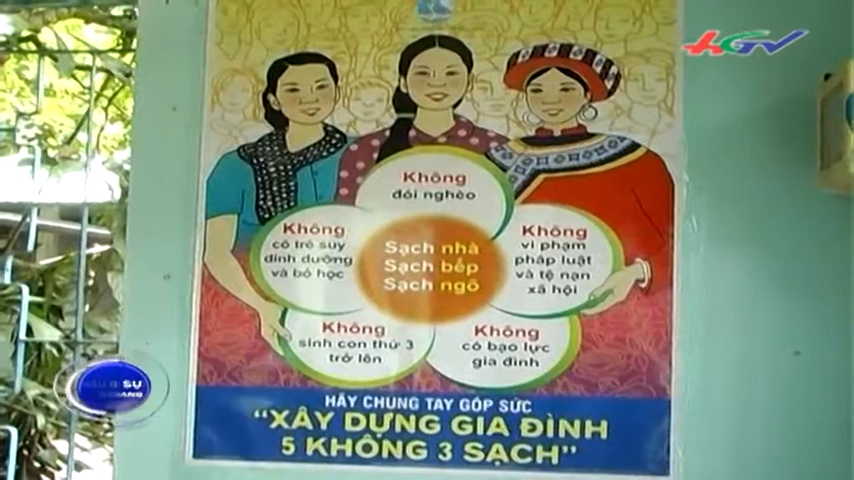 HGTV
Không
đói nghèo
Không
có trẻ suy
dinh dưỡng
và bỏ học
Sạch nhà
Sạch bếp
Sạch ngõ
Không
vi phạm
pháp luật
và tệ nạn
xã hội
Không
sinh con thứ 3
trở lên
Không
có bạo lực
gia đình
HÃY CHUNG TAY GÓP SỨC
“XÂY DỰNG GIA ĐÌNH
5 KHÔNG 3 SẠCH”
SỰ